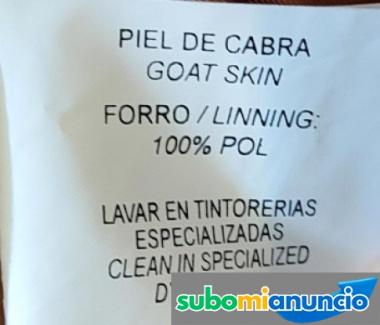 PIEL DE CABRA
GOAT SKIN
FORRO / LINNING:
100% POL
LAVAR EN TINTORERIAS
ESPECIALIZADAS
CLEAN IN SPECIALIZED
subomianuncio